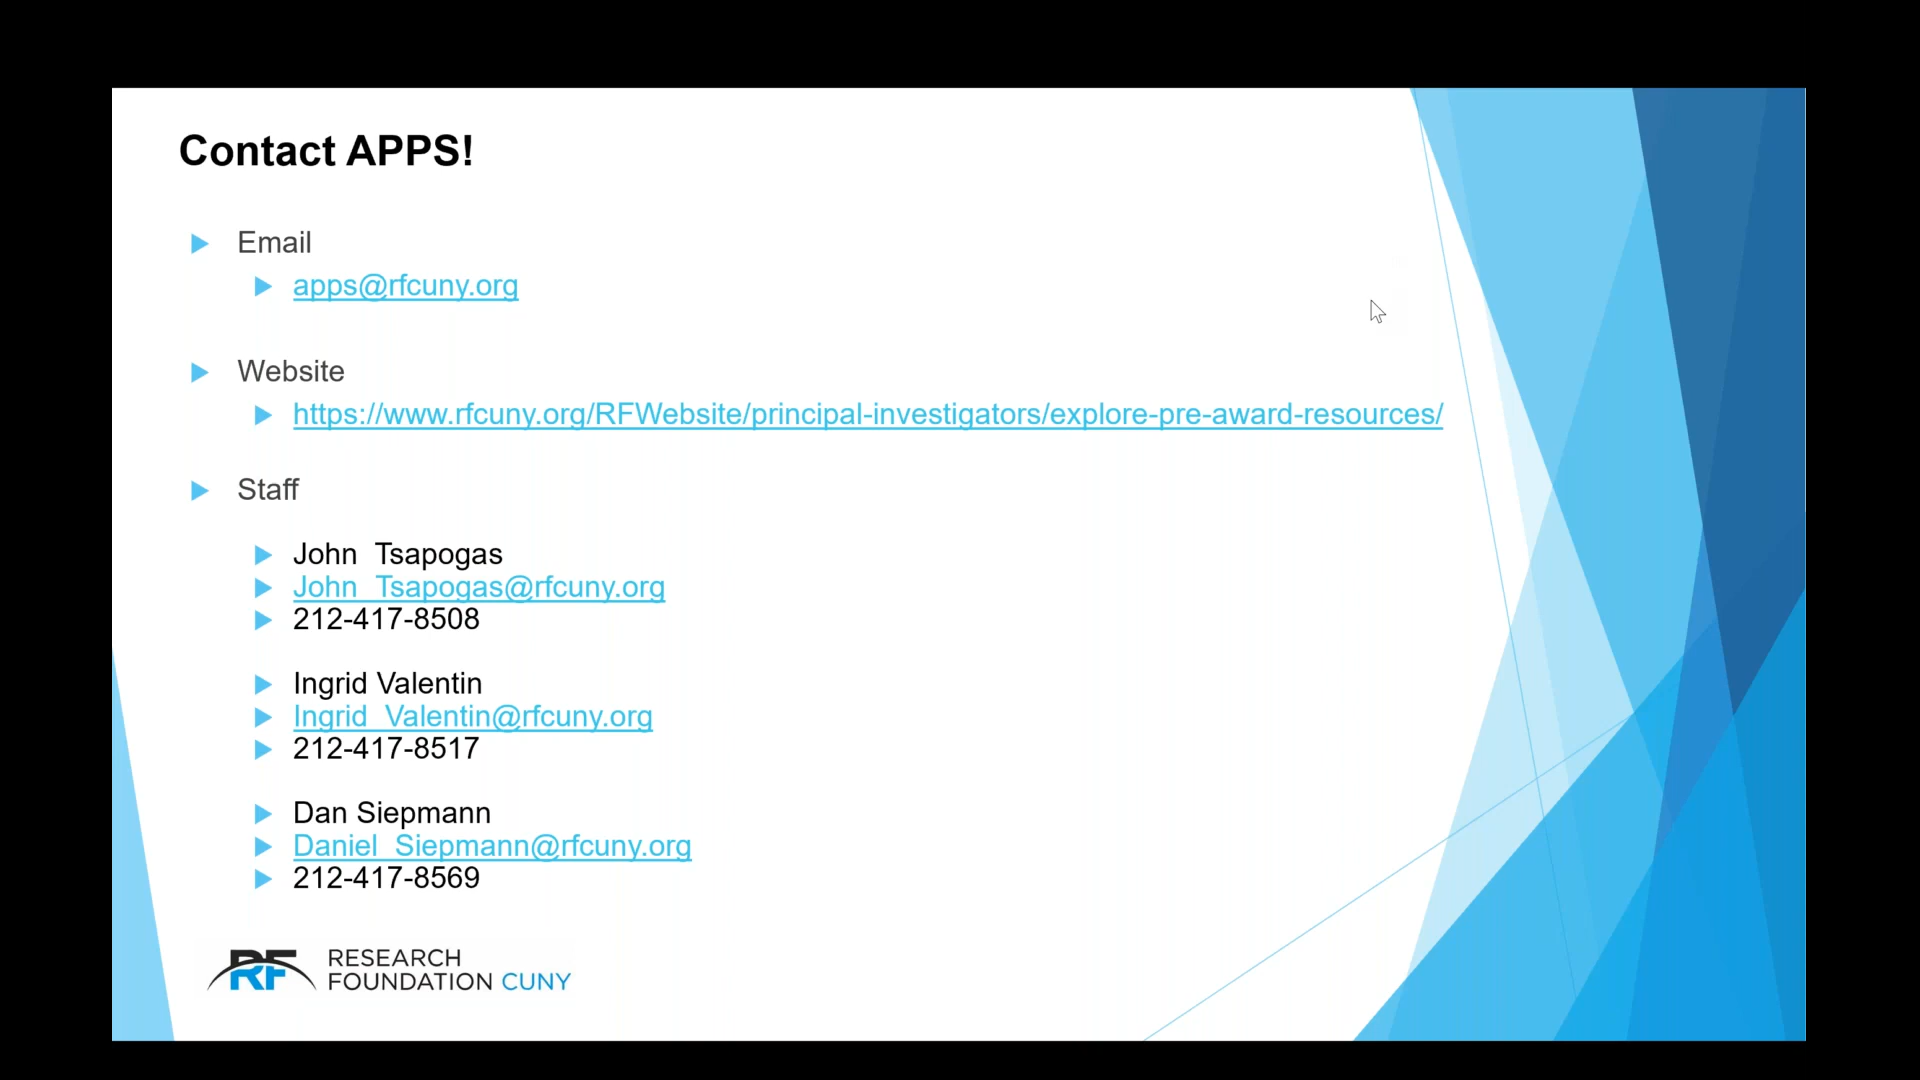 Contact APPS!
Email
apps@rfcuny.org
Website
https://www.rfcuny.org/RFWebsite/principal-investigators/explore-pre-award-resources/
Staff
John Tsapogas
John_Tsapogas@rfcuny.org
212-417-8508
Ingrid Valentin
Ingrid_Valentin@rfcuny.org
212-417-8517
Dan Siepmann
Daniel_Siepmann@rfcuny.org
212-417-8569
RF RESEARCH
FOUNDATION CUNY